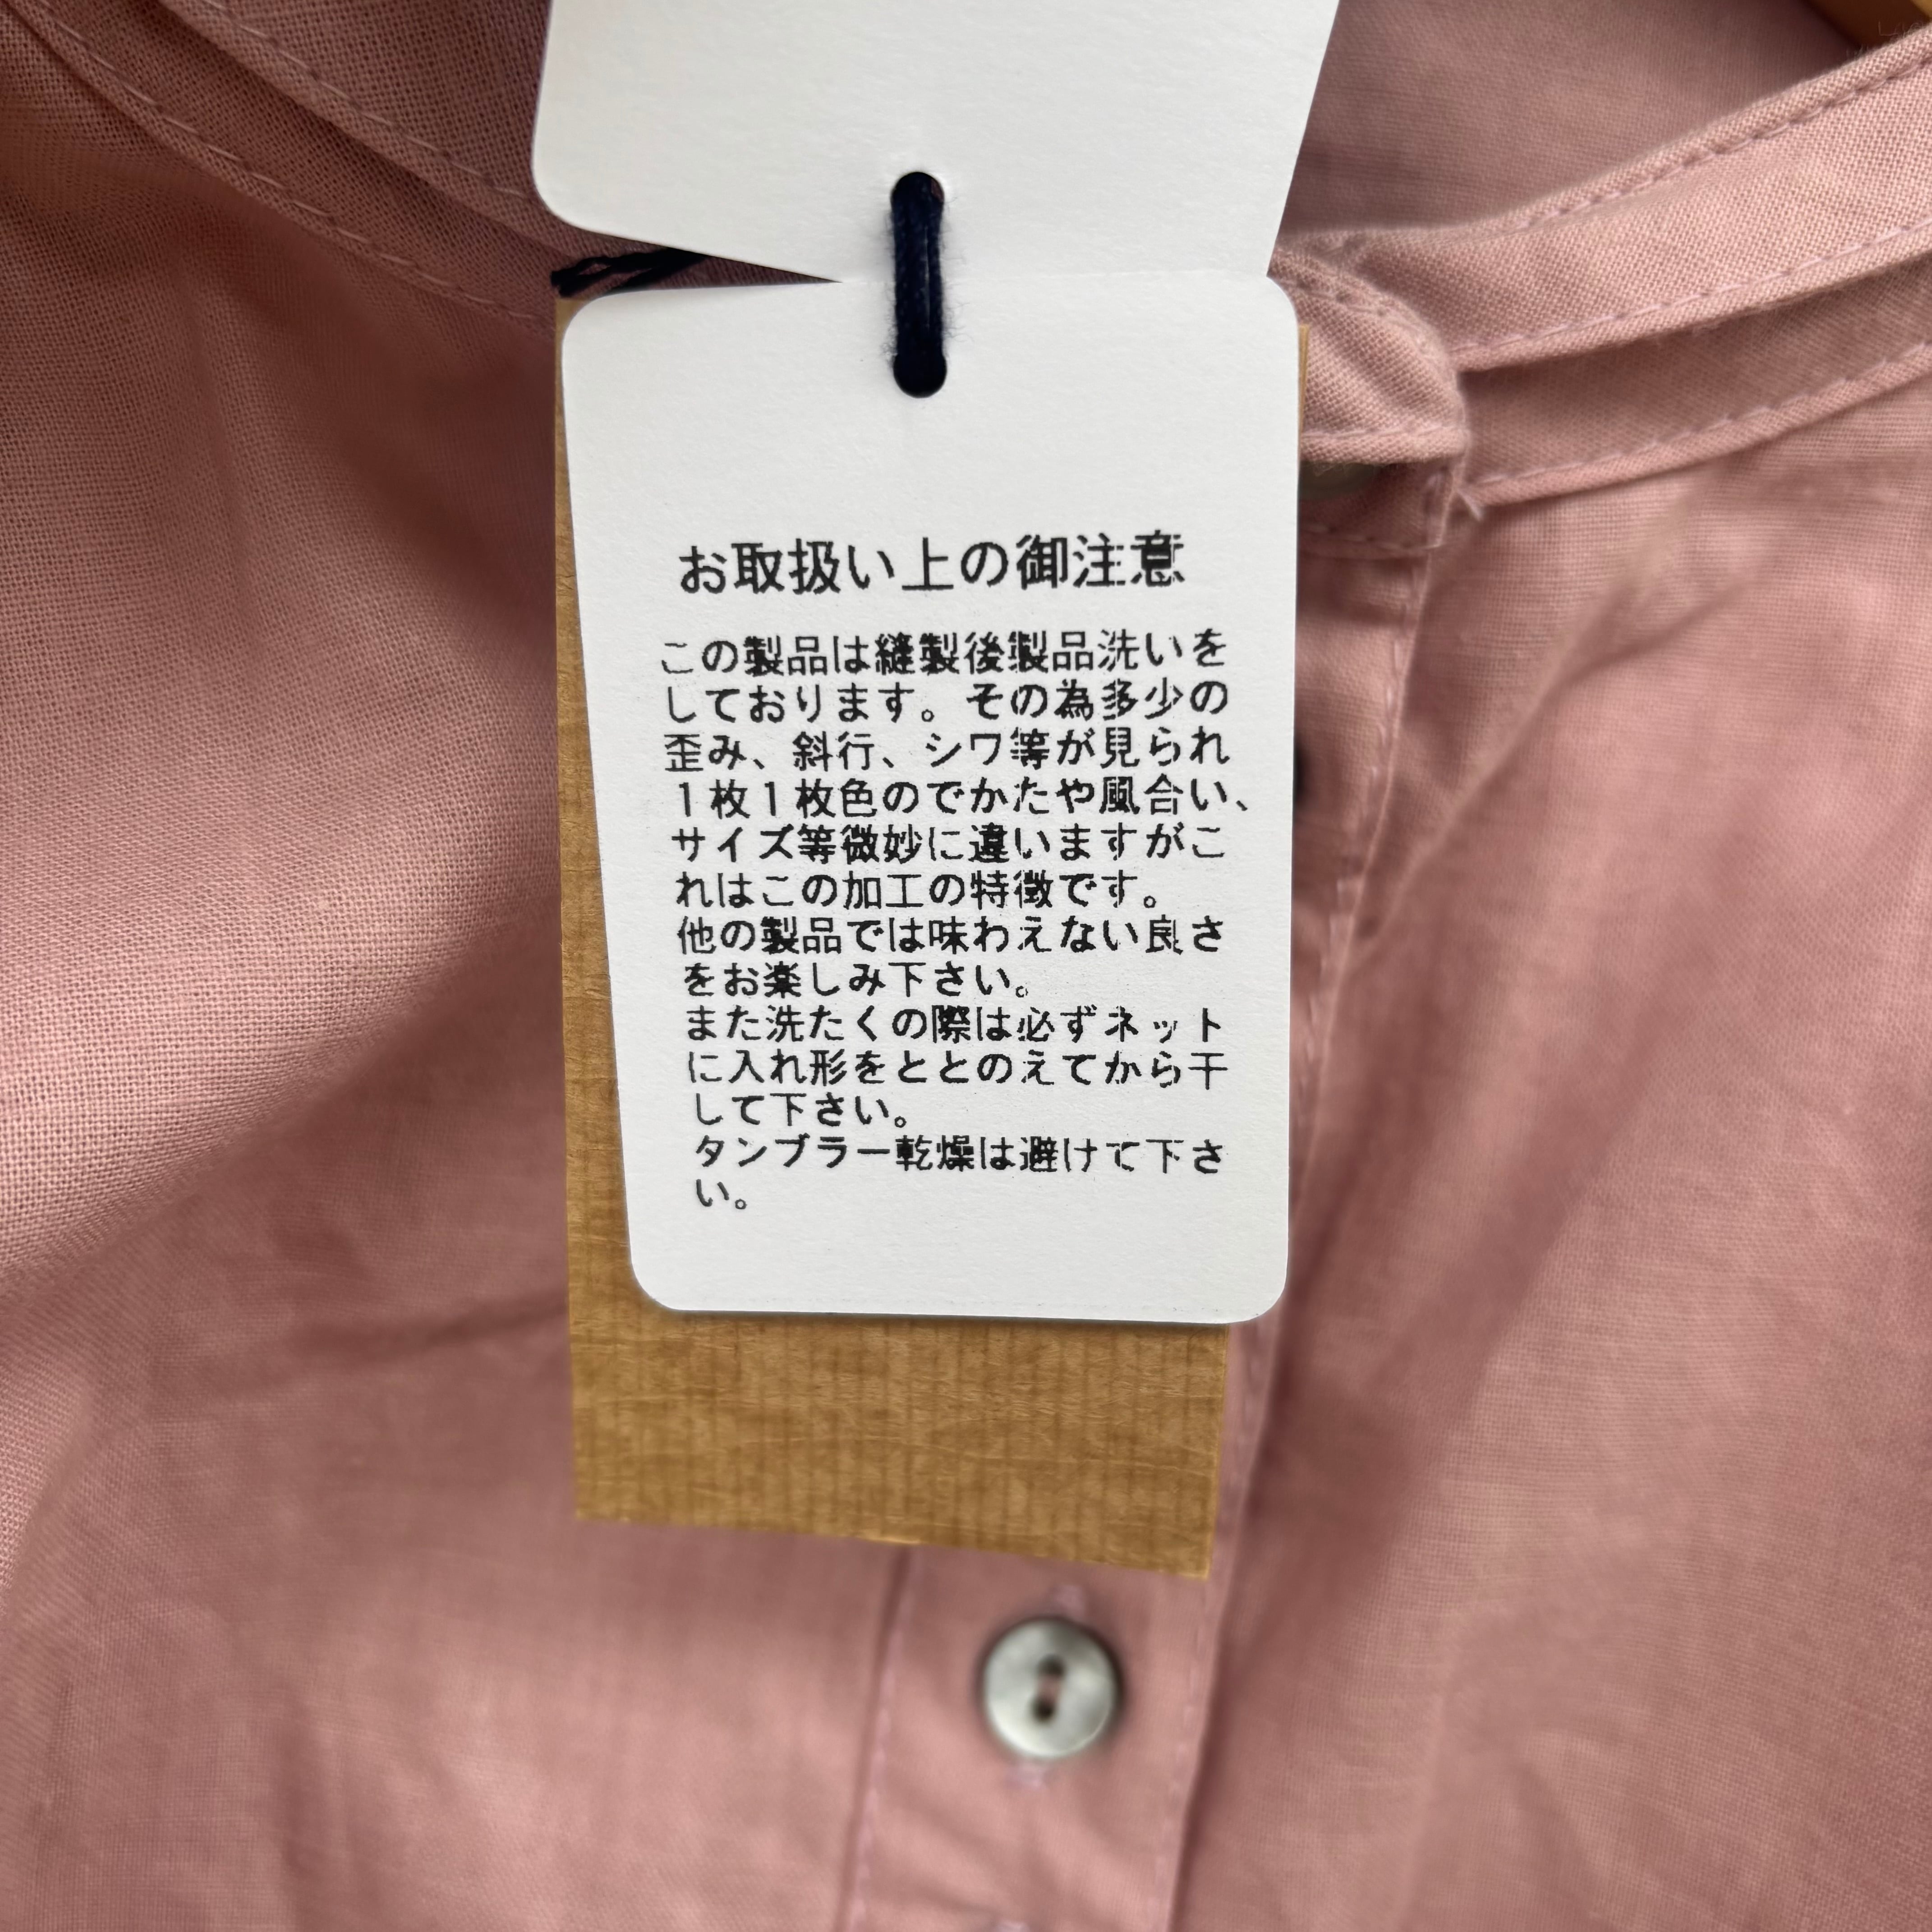 お取扱い上の御注意
この製品は縫製後製品洗いを
しております。その為多少の
歪み、斜行、シワ等が見られ
1枚1枚色のでかたや風合い、
サイズ等微妙に違いますがこ
れはこの加工の特徴です。
他の製品では味わえない良さ
をお楽しみ下さい。
また洗たくの際は必ずネット
に入れ形をととのえてから干
して下さい。
タンブラー乾燥は避けて下さ
い。